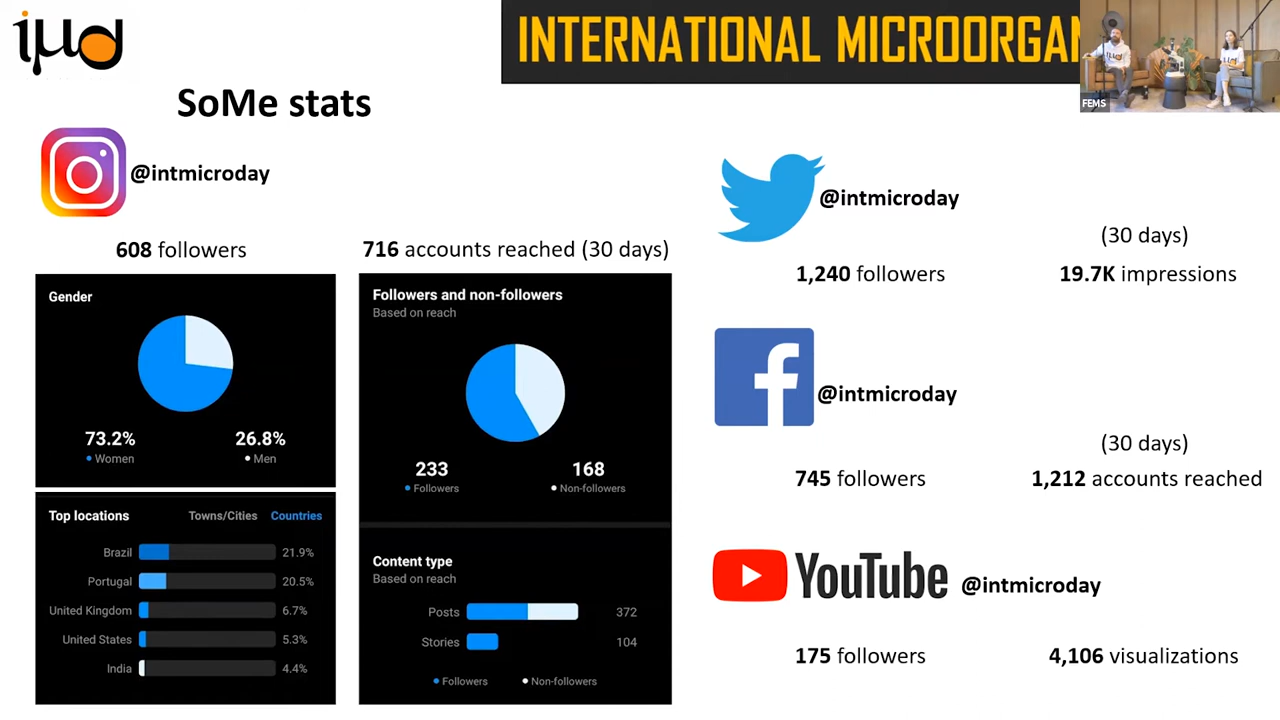 iµd
INTERNATIONAL MICROORGAN
FEMS
SoMe stats
@intmicroday
608 followers
716 accounts reached (30 days)
Gender
73.2%
26.8%
Women
Men
Top locations
Towns/Cities
Countries
Brazil 21.9%
Portugal 20.5%
United Kingdom 6.7%
United States 5.3%
India 4.4%
Followers and non-followers
Based on reach
233
168
Followers
Non-followers
Content type
Based on reach
Posts 372
Stories 104
Followers
Non-followers
@intmicroday
(30 days)
1,240 followers
19.7K impressions
f
@intmicroday
(30 days)
745 followers
1,212 accounts reached
YouTube
@intmicroday
175 followers
4,106 visualizations